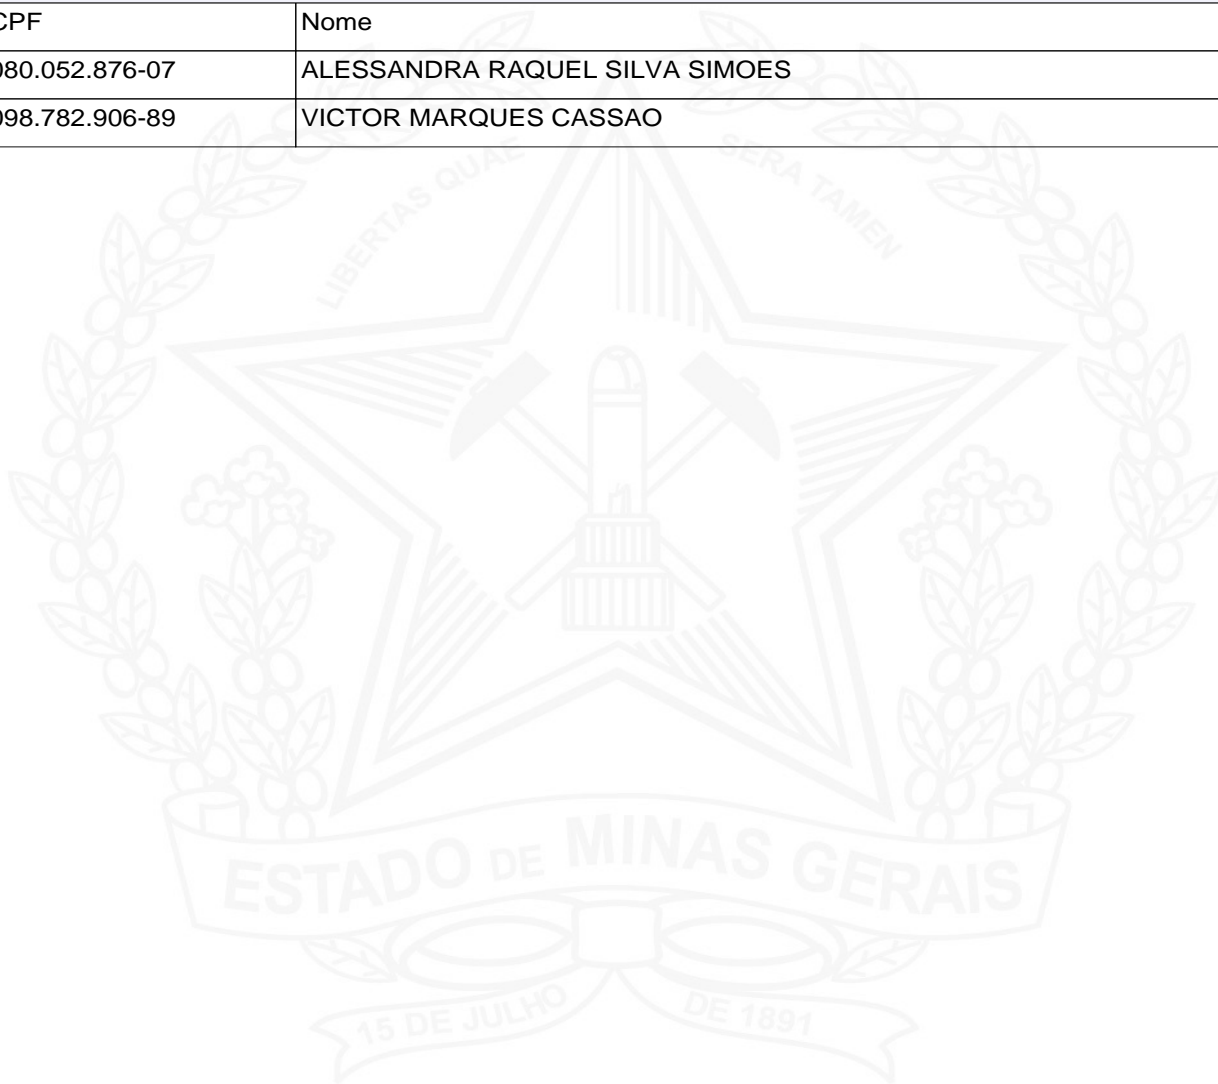 CPF Nome
080.052.876-07 ALESSANDRA RAQUEL SILVA SIMOES
098.782.906-89 VICTOR MARQUES CASSAO
LIBERTAS QUAE SERA TAMEN
ESTADO DE MINAS GERAIS
15 DE JULHO DE 1891